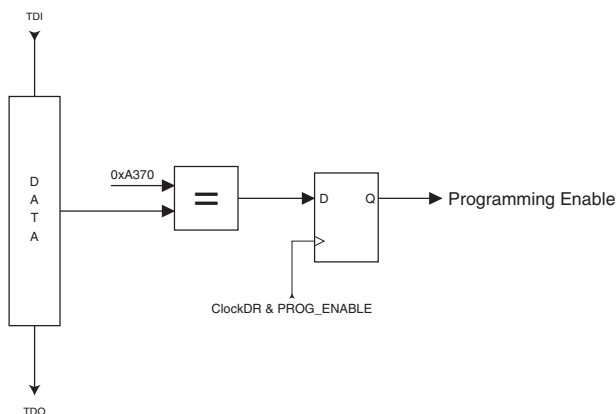 TDI
D
A
T
A
0xA370
=
D
Q
Programming Enable
ClockDR & PROG_ENABLE
TDO